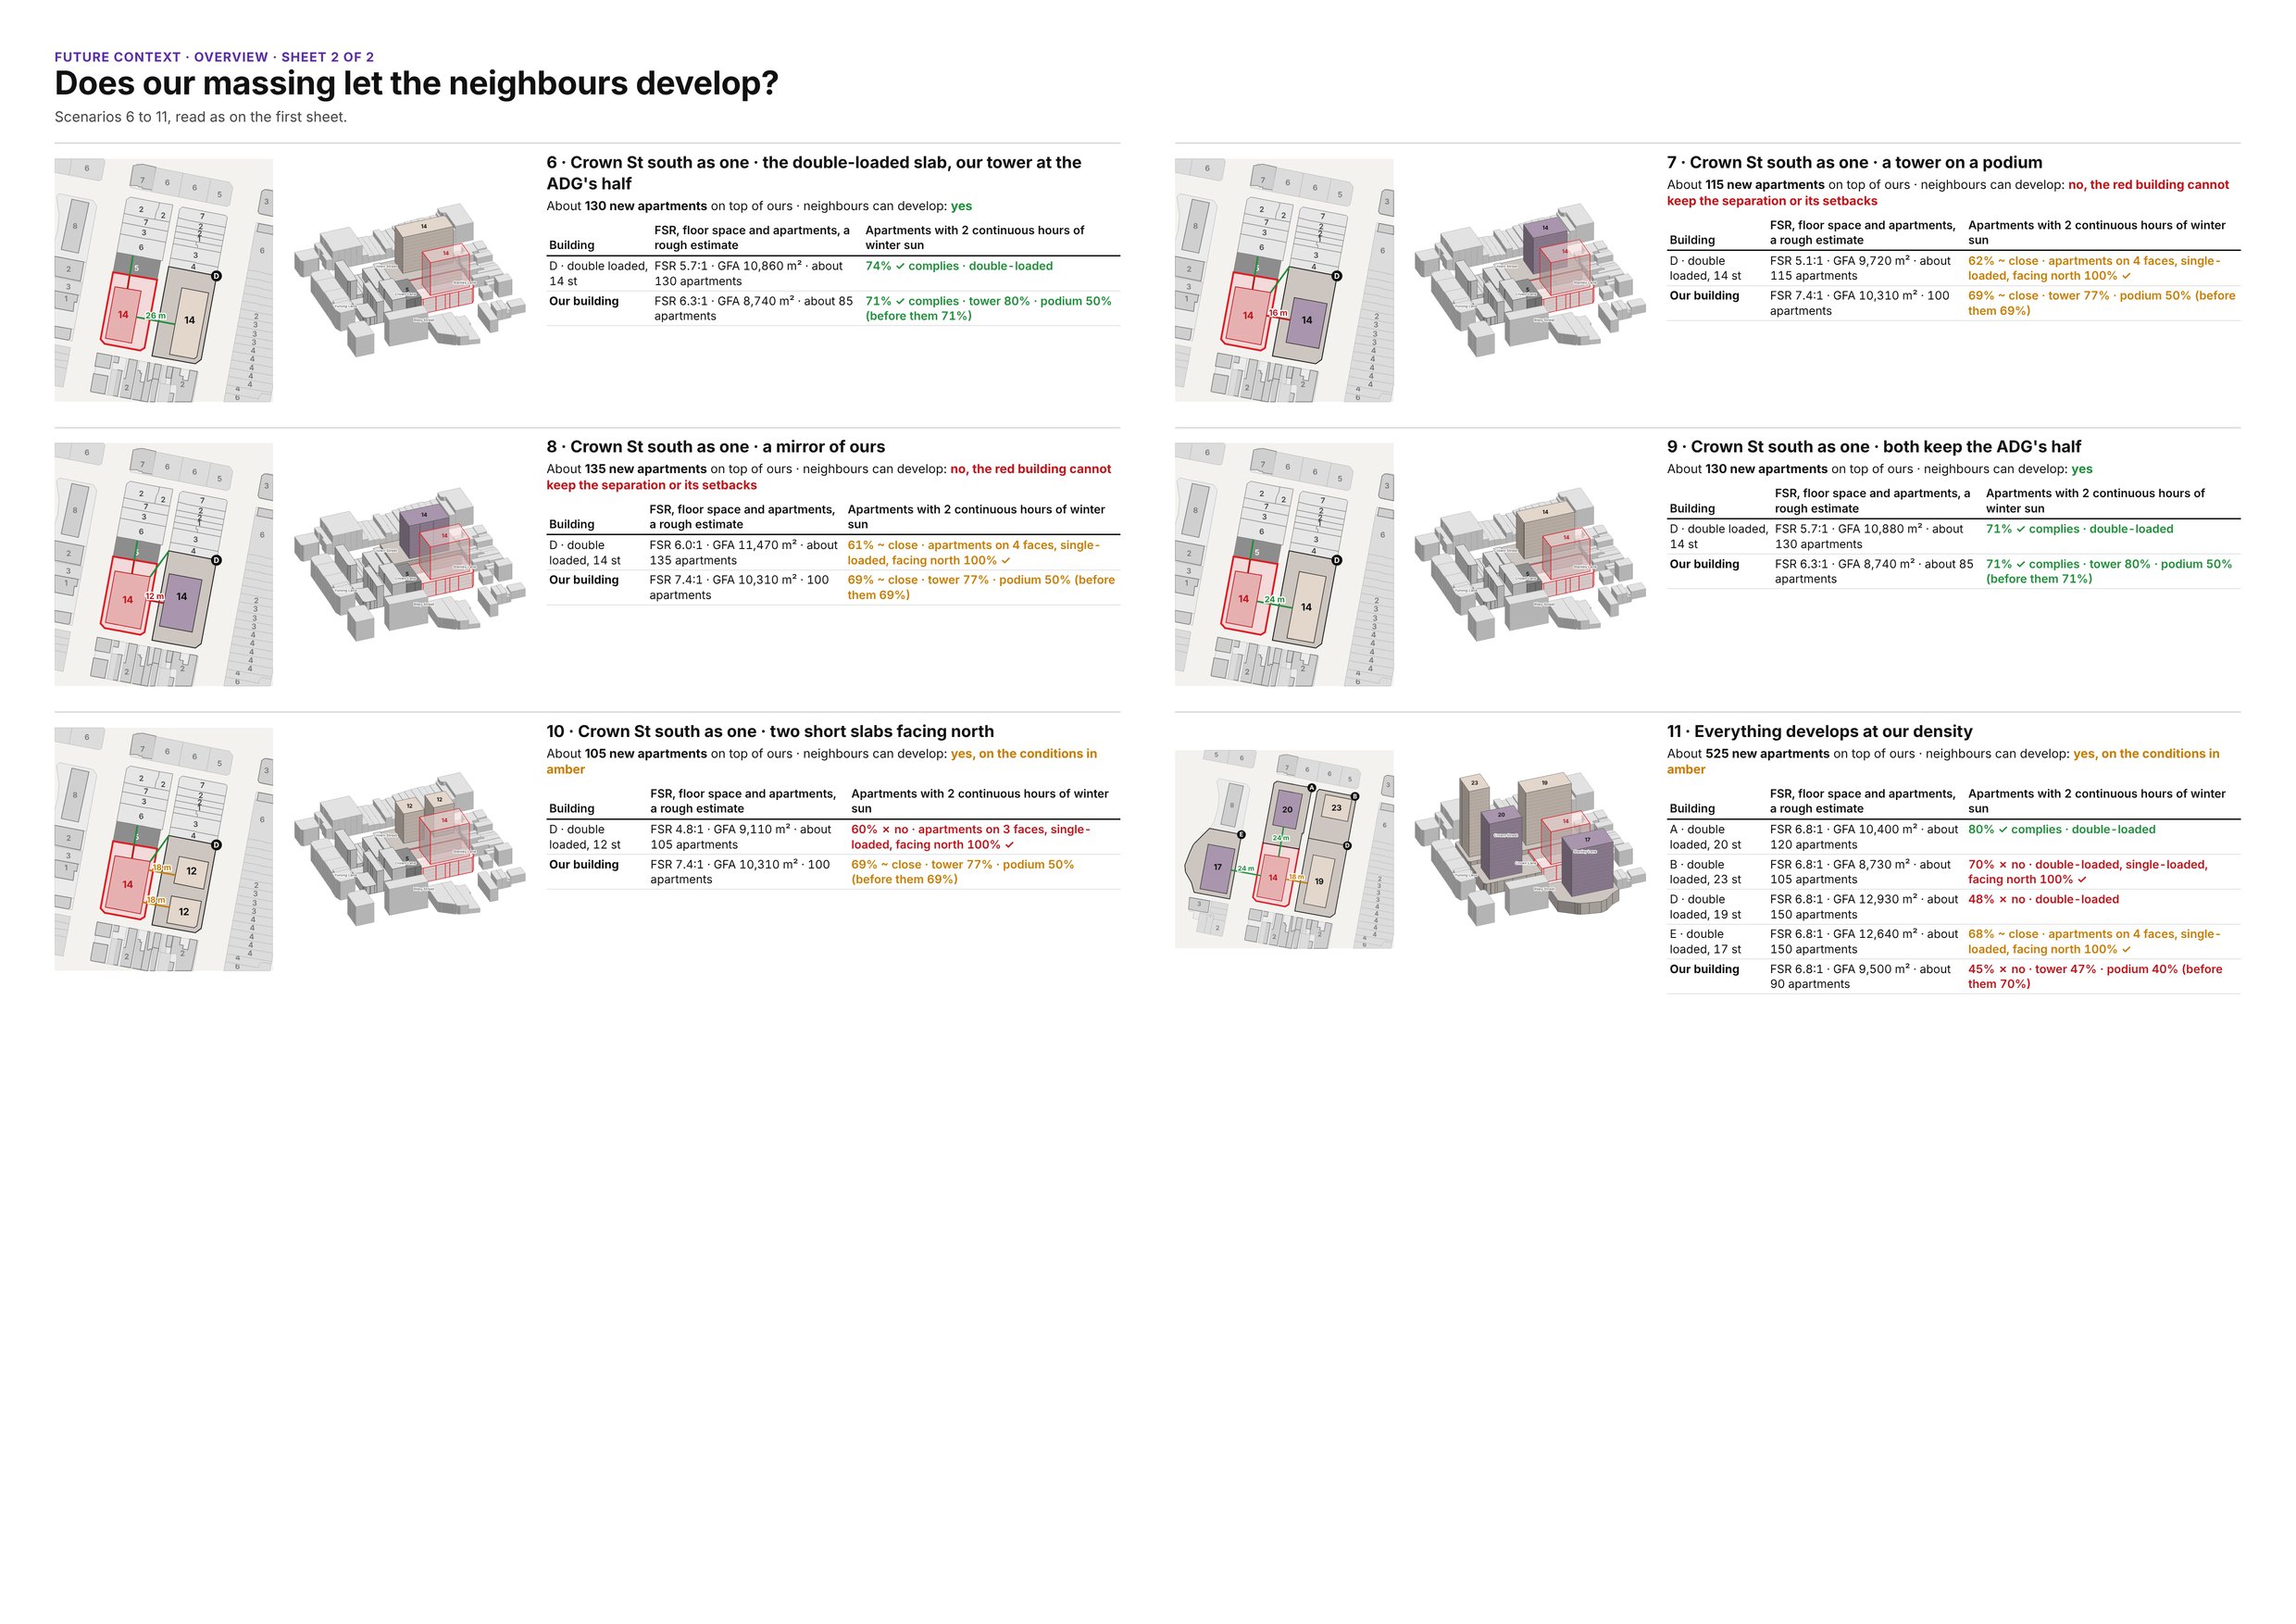 FUTURE CONTEXT · OVERVIEW · SHEET 2 OF 2
Does our massing let the neighbours develop?
Scenarios 6 to 11, read as on the first sheet.
6 · Crown St south as one · the double-loaded slab, our tower at the
ADG's half
About 130 new apartments on top of ours · neighbours can develop: yes
Building
FSR, floor space and apartments, a
rough estimate
Apartments with 2 continuous hours of
winter sun
D · double loaded,
14 st
FSR 5.7:1 · GFA 10,860 m² · about
130 apartments
74% ✓ complies · double-loaded
Our building
FSR 6.3:1 · GFA 8,740 m² · about 85
apartments
71% ✓ complies · tower 80% · podium 50%
(before them 71%)
14
26 m
14
D
7 · Crown St south as one · a tower on a podium
About 115 new apartments on top of ours · neighbours can develop: no, the red building cannot
keep the separation or its setbacks
Building
FSR, floor space and apartments,
a rough estimate
Apartments with 2 continuous hours of winter
sun
D · double
loaded, 14 st
FSR 5.1:1 · GFA 9,720 m² · about
115 apartments
62% ~ close · apartments on 4 faces, single-
loaded, facing north 100% ✓
Our building
FSR 7.4:1 · GFA 10,310 m² · 100
apartments
69% ~ close · tower 77% · podium 50% (before
them 69%)
14
16 m
14
D
8 · Crown St south as one · a mirror of ours
About 135 new apartments on top of ours · neighbours can develop: no, the red building cannot
keep the separation or its setbacks
Building
FSR, floor space and apartments,
a rough estimate
Apartments with 2 continuous hours of winter
sun
D · double
loaded, 14 st
FSR 6.0:1 · GFA 11,470 m² · about
135 apartments
61% ~ close · apartments on 4 faces, single-
loaded, facing north 100% ✓
Our building
FSR 7.4:1 · GFA 10,310 m² · 100
apartments
69% ~ close · tower 77% · podium 50% (before
them 69%)
14
12 m
14
D
9 · Crown St south as one · both keep the ADG's half
About 130 new apartments on top of ours · neighbours can develop: yes
Building
FSR, floor space and apartments, a
rough estimate
Apartments with 2 continuous hours of
winter sun
D · double loaded,
14 st
FSR 5.7:1 · GFA 10,880 m² · about
130 apartments
71% ✓ complies · double-loaded
Our building
FSR 6.3:1 · GFA 8,740 m² · about 85
apartments
71% ✓ complies · tower 80% · podium 50%
(before them 71%)
14
24 m
14
D
10 · Crown St south as one · two short slabs facing north
About 105 new apartments on top of ours · neighbours can develop: yes, on the conditions in
amber
Building
FSR, floor space and apartments,
a rough estimate
Apartments with 2 continuous hours of winter
sun
D · double
loaded, 12 st
FSR 4.8:1 · GFA 9,110 m² · about
105 apartments
60% × no · apartments on 3 faces, single-
loaded, facing north 100% ✓
Our building
FSR 7.4:1 · GFA 10,310 m² · 100
apartments
69% ~ close · tower 77% · podium 50%
(before them 69%)
14
18 m
12
18 m
12
D
11 · Everything develops at our density
About 525 new apartments on top of ours · neighbours can develop: yes, on the conditions in
amber
Building
FSR, floor space and apartments,
a rough estimate
Apartments with 2 continuous hours of winter
sun
A · double
loaded, 20 st
FSR 6.8:1 · GFA 10,400 m² · about
120 apartments
80% ✓ complies · double-loaded
B · double
loaded, 23 st
FSR 6.8:1 · GFA 8,730 m² · about
105 apartments
70% × no · double-loaded, single-loaded,
facing north 100% ✓
D · double
loaded, 19 st
FSR 6.8:1 · GFA 12,930 m² · about
150 apartments
48% × no · double-loaded
E · double
loaded, 17 st
FSR 6.8:1 · GFA 12,640 m² · about
150 apartments
68% ~ close · apartments on 4 faces, single-
loaded, facing north 100% ✓
Our building
FSR 6.8:1 · GFA 9,500 m² · about
90 apartments
45% × no · tower 47% · podium 40% (before
them 70%)
A
20
B
23
24 m
E
17
24 m
14
18 m
19
D